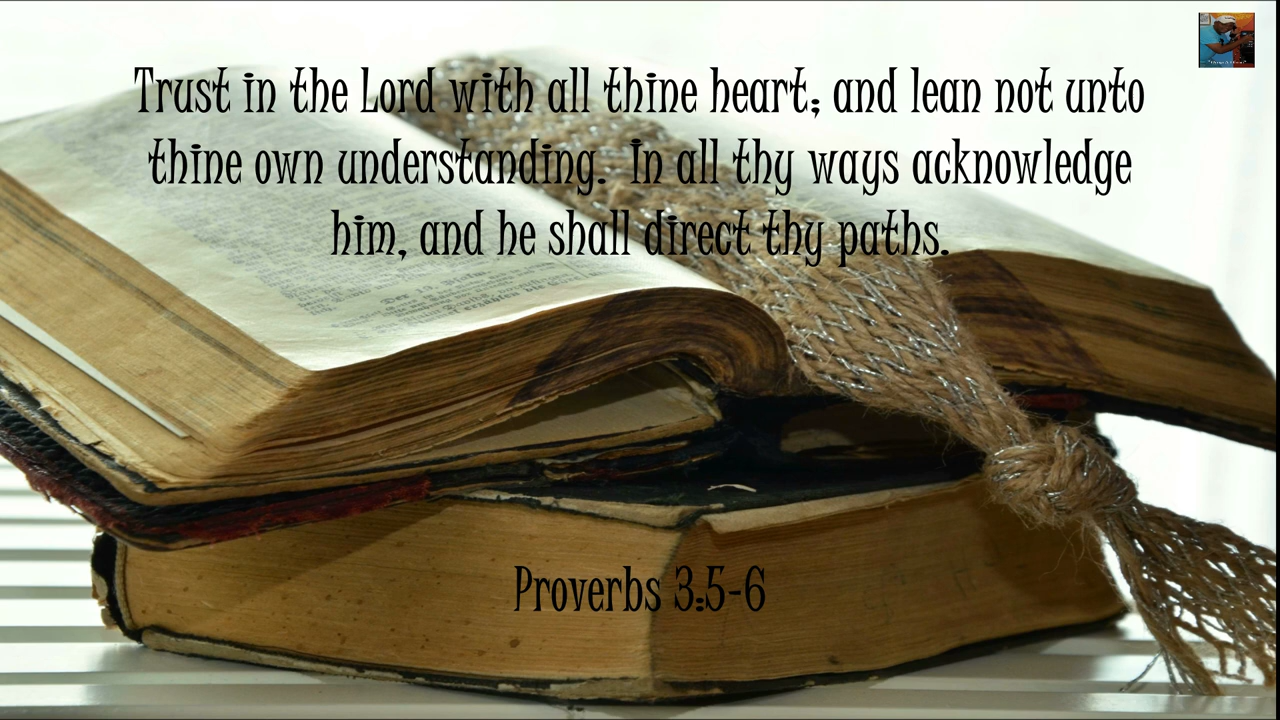 Trust in the Lord with all thine heart; and lean not unto
thine own understanding. In all thy ways acknowledge
him, and he shall direct thy paths.
Proverbs 3:5-6